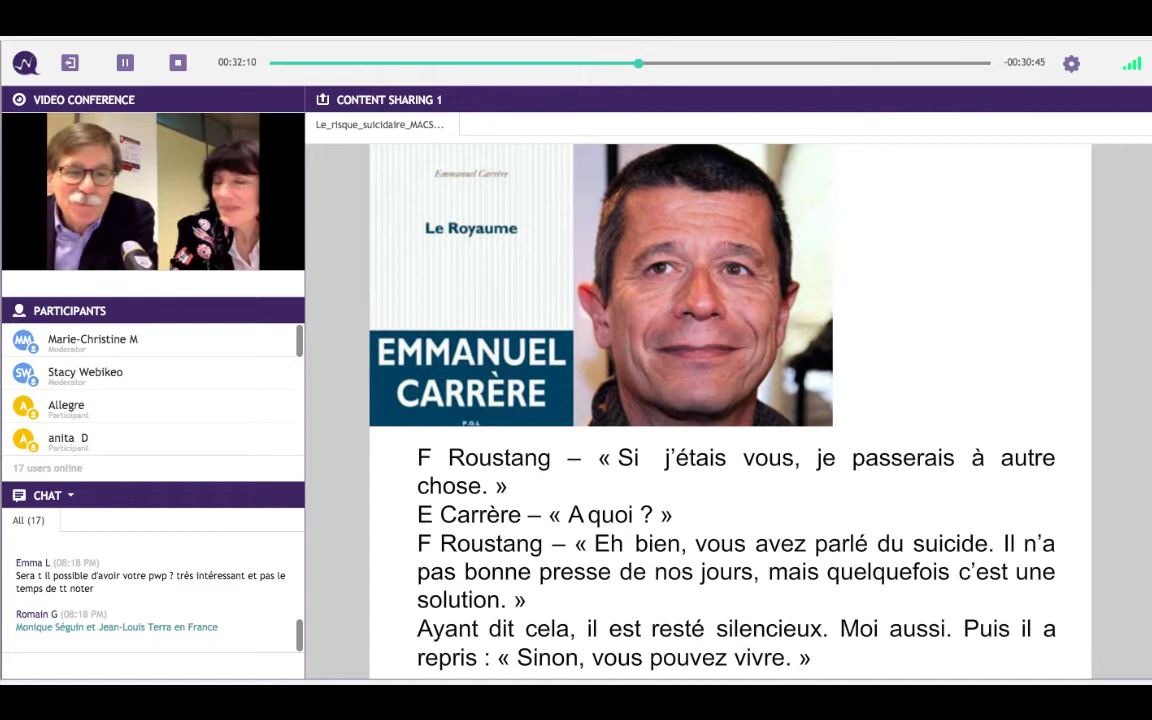 00:32:10
-00:30:45
VIDEO CONFERENCE
CONTENT SHARING 1
Le_risque_suicidaire_MACS...
Emmanuel Carrère
Le Royaume
EMMANUEL
CARRÈRE
P.O.L
PARTICIPANTS
MM
Marie-Christine M
Moderator
SW
Stacy Webikeo
Moderator
A
Allegre
Participant
A
anita D
Participant
17 users online
CHAT
All (17)
Emma L (08:18 PM)
Sera t il possible d'avoir votre pwp ? très intéressant et pas le
temps de tt noter
Romain G (08:18 PM)
Monique Séguin et Jean-Louis Terra en France
F Roustang – « Si j’étais vous, je passerais à autre
chose. »
E Carrère – « A quoi ? »
F Roustang – « Eh bien, vous avez parlé du suicide. Il n’a
pas bonne presse de nos jours, mais quelquefois c’est une
solution. »
Ayant dit cela, il est resté silencieux. Moi aussi. Puis il a
repris : « Sinon, vous pouvez vivre. »